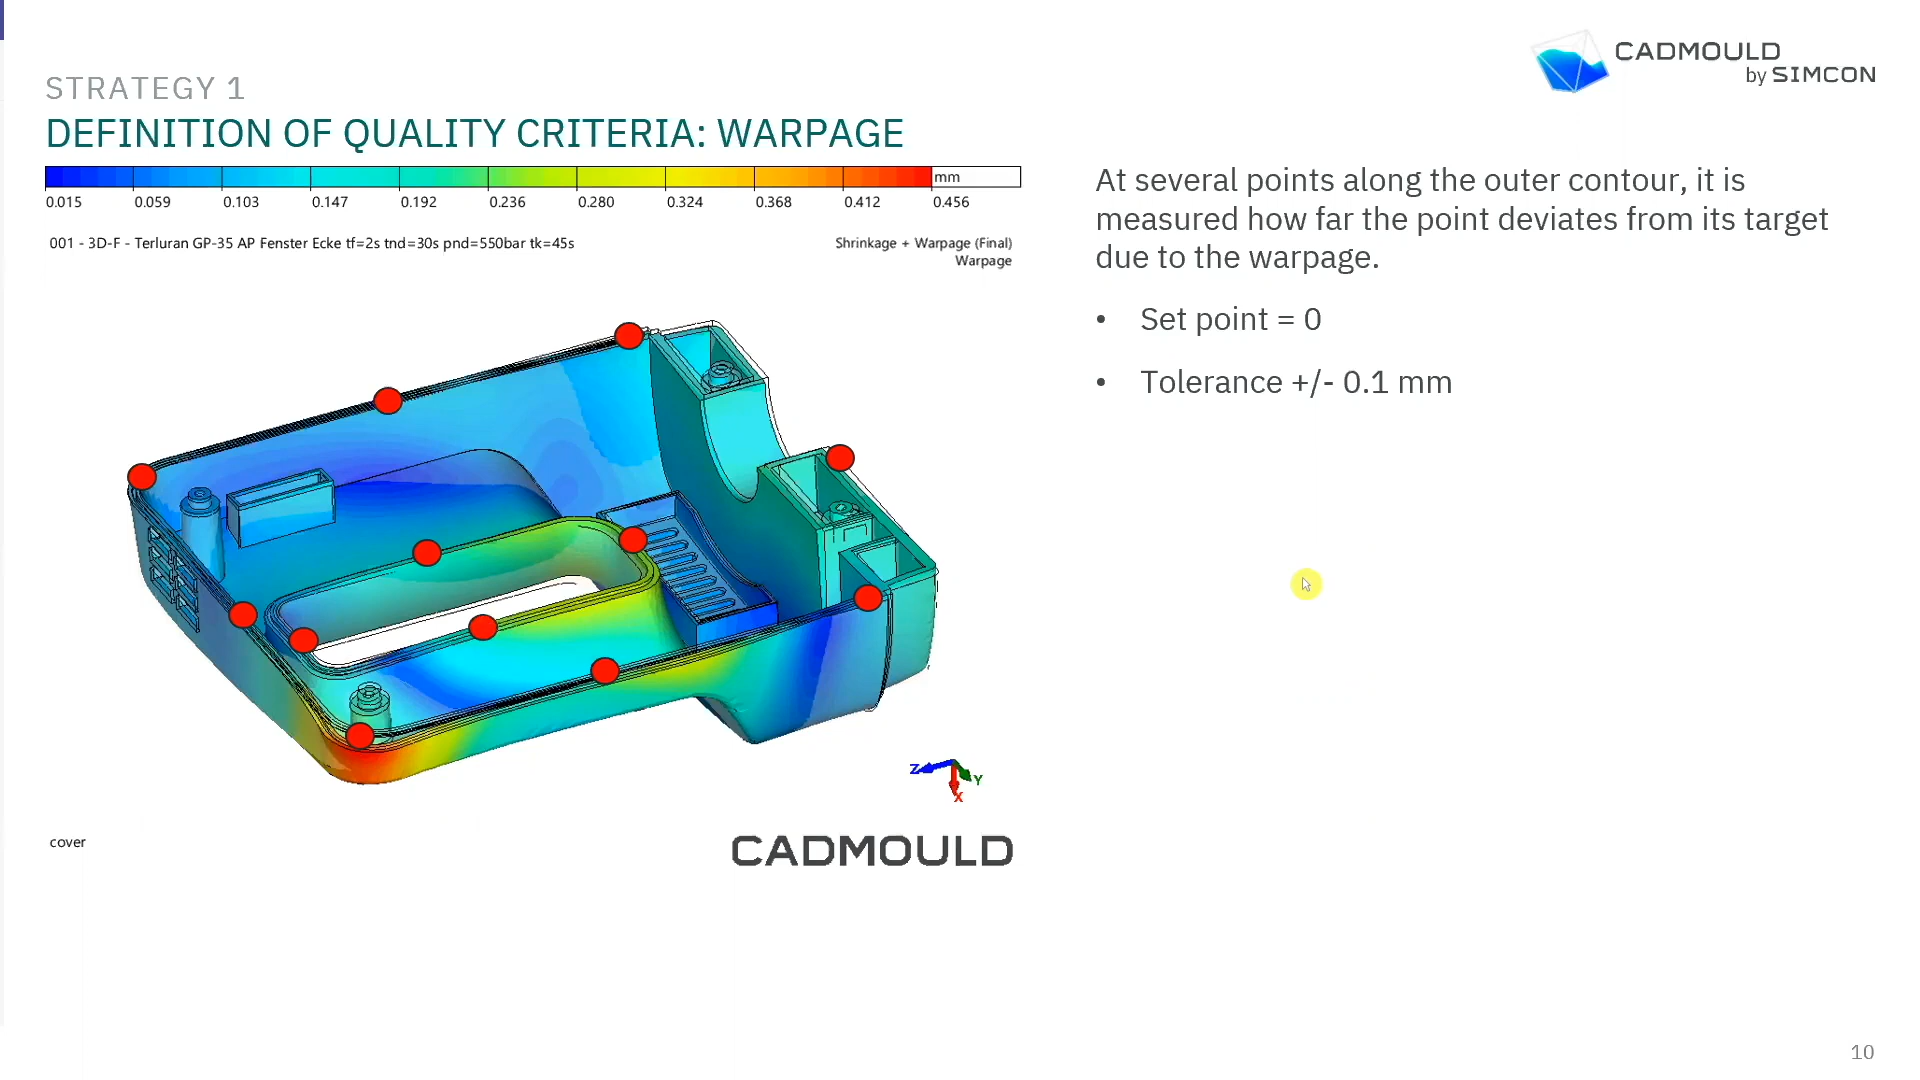 CADMOULD
by SIMCON
STRATEGY 1
DEFINITION OF QUALITY CRITERIA: WARPAGE
mm
0.015 0.059 0.103 0.147 0.192 0.236 0.280 0.324 0.368 0.412 0.456
001 - 3D-F - Terluran GP-35 AP Fenster Ecke tf=2s tnd=30s pnd=550bar tk=45s
Shrinkage + Warpage (Final)
Warpage
At several points along the outer contour, it is
measured how far the point deviates from its target
due to the warpage.
• Set point = 0
• Tolerance +/- 0.1 mm
Z
Y
X
cover
CADMOULD
10